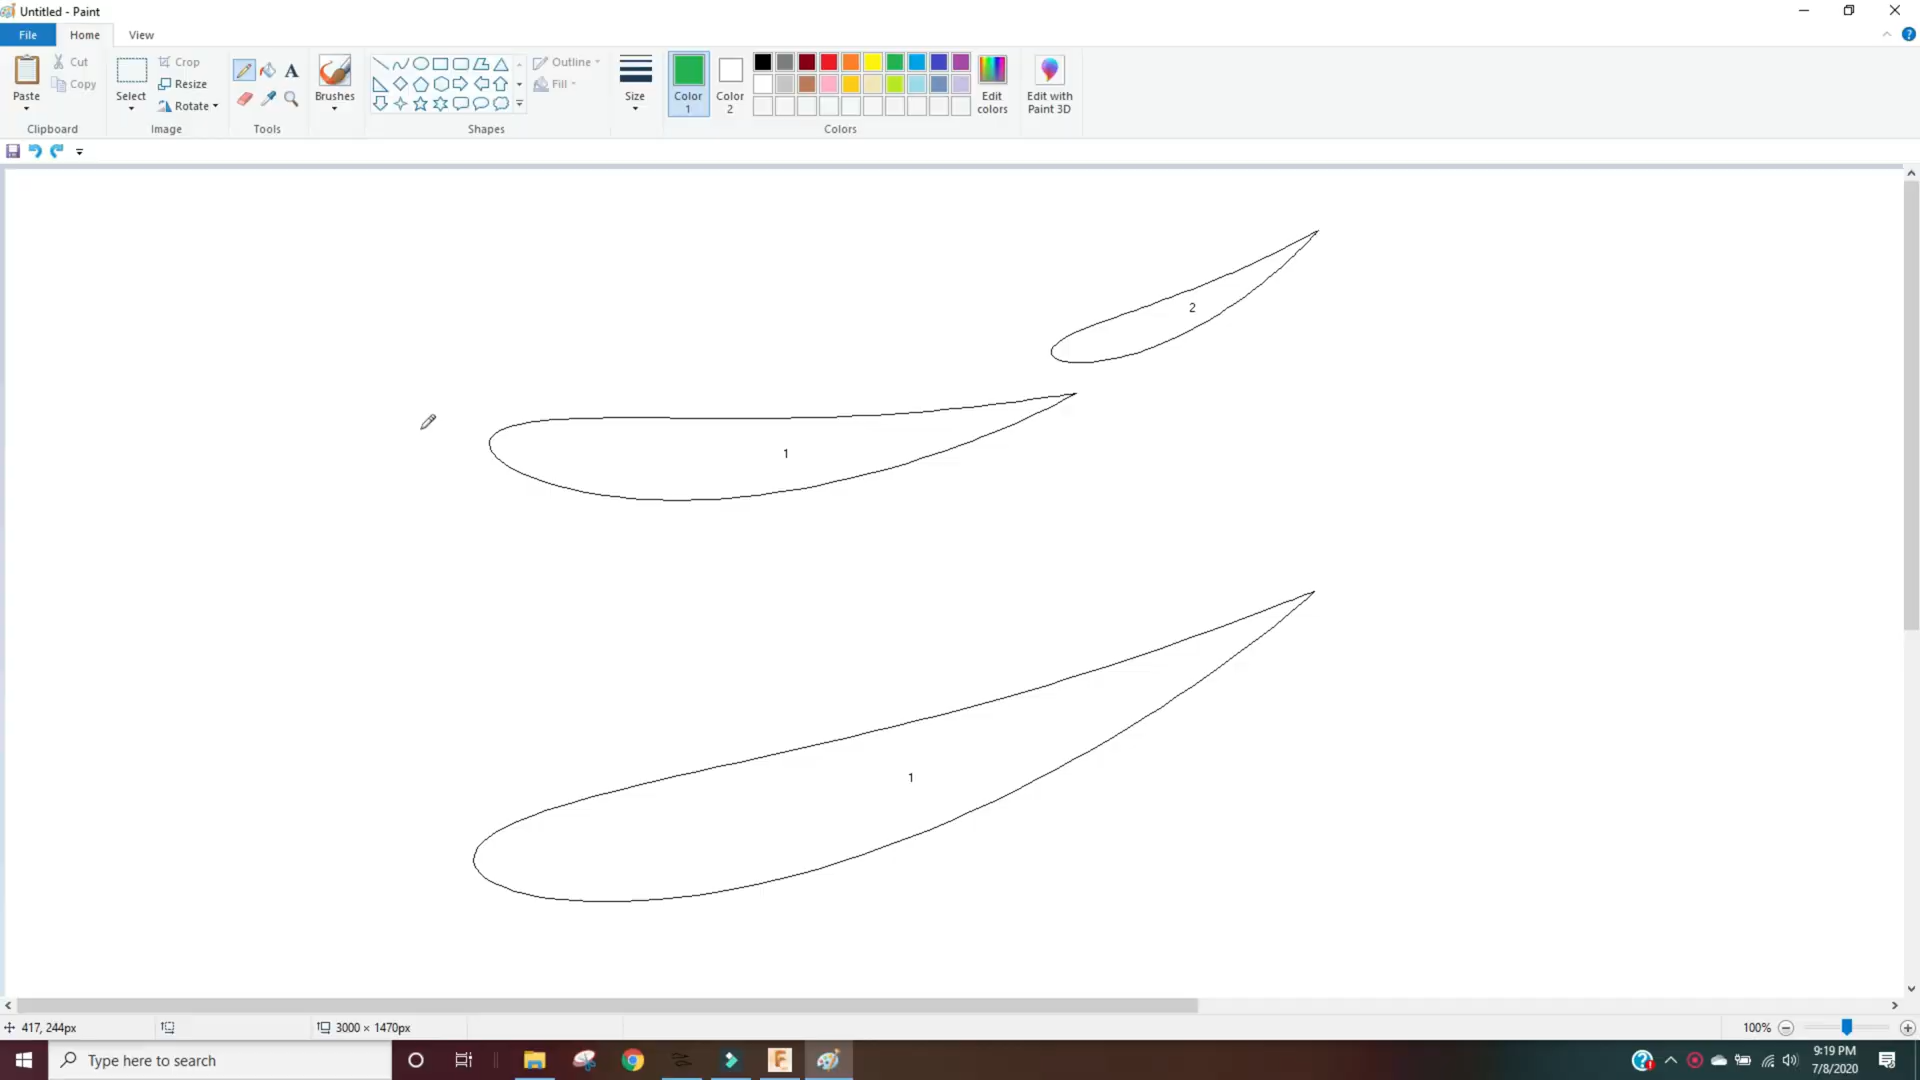 Untitled - Paint
File Home View
Paste
Cut
Copy
Clipboard
Select
Crop
Resize
Rotate
Image
A
Tools
Brushes
Outline
Fill
Shapes
Size
Color 1
Color 2
Edit colors
Colors
Edit with Paint 3D
2
1
1
417, 244px
3000 × 1470px
100%
Type here to search
9:19 PM
7/8/2020